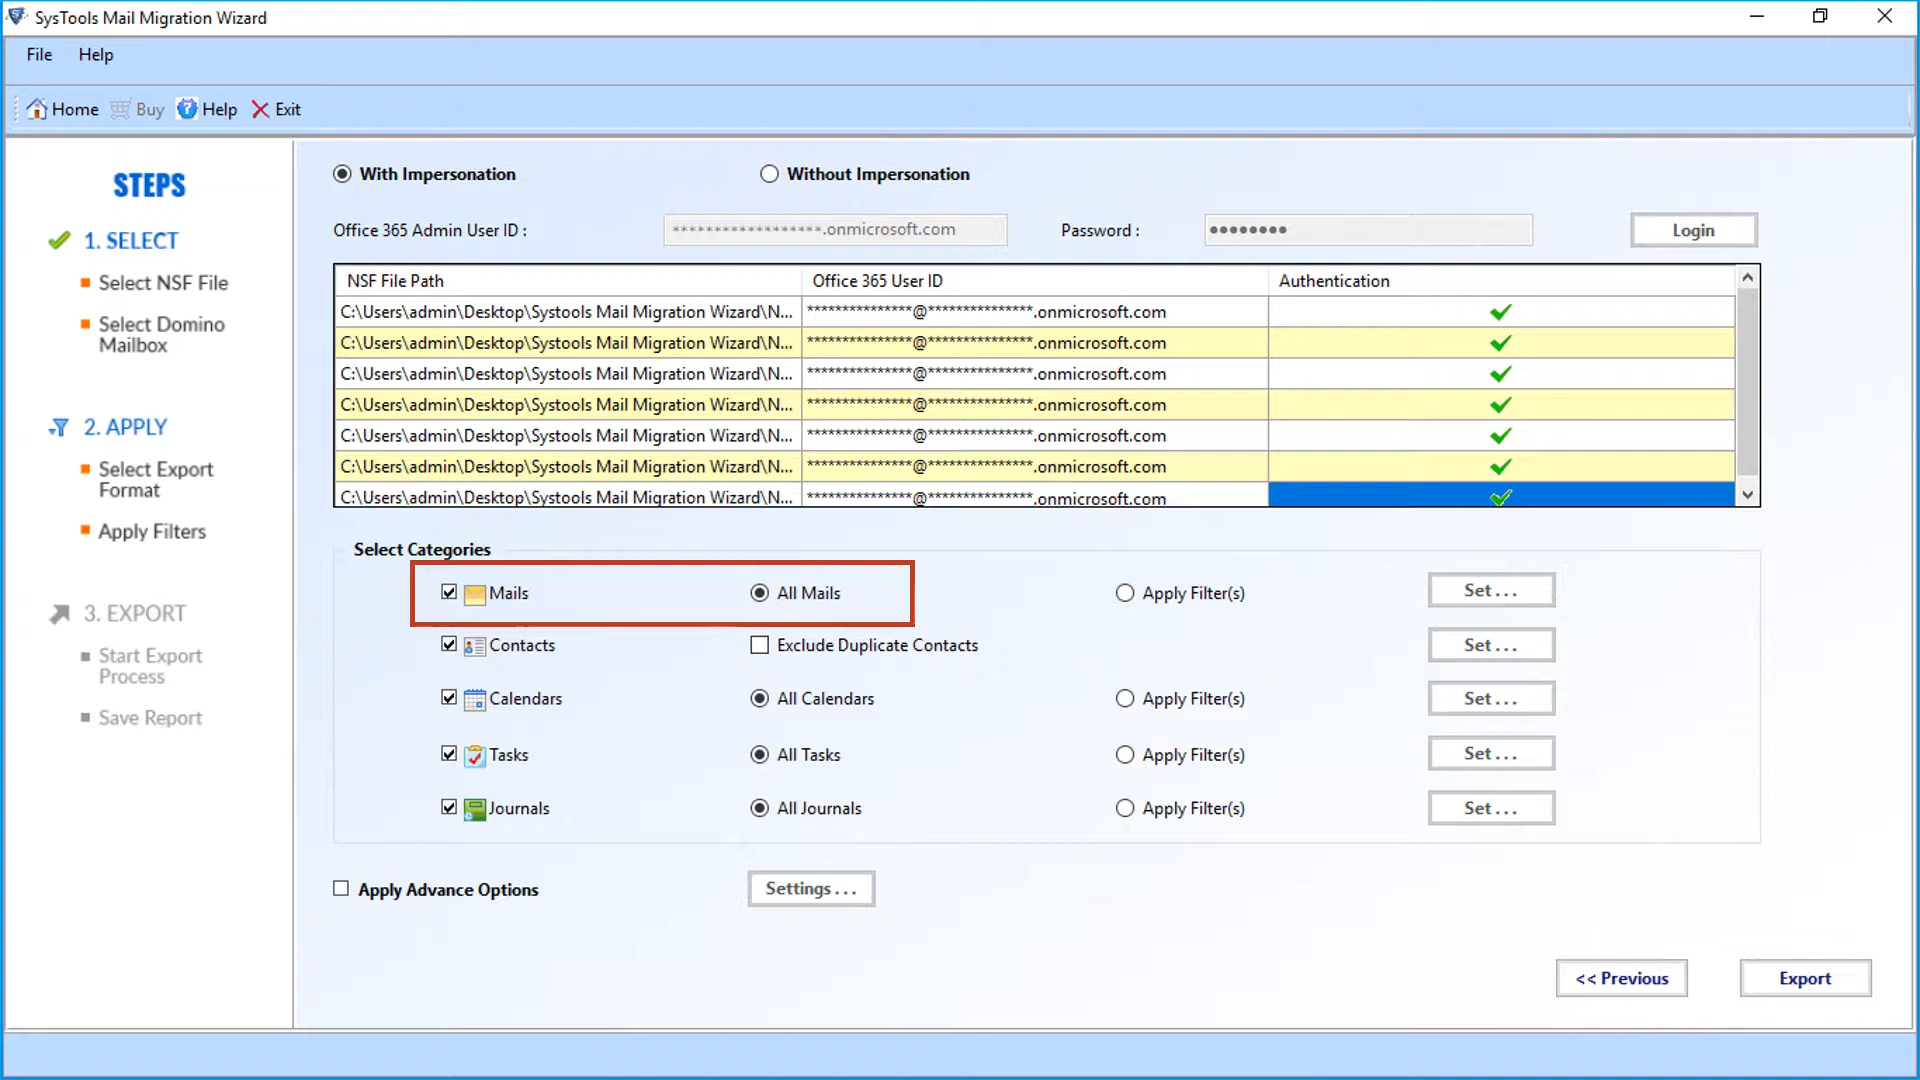 SysTools Mail Migration Wizard
File Help
Home Buy Help Exit
STEPS
1. SELECT
Select NSF File
Select Domino
Mailbox
2. APPLY
Select Export
Format
Apply Filters
3. EXPORT
Start Export
Process
Save Report
With Impersonation Without Impersonation
Office 365 Admin User ID : ******************.onmicrosoft.com Password : ●●●●●●●● Login
NSF File Path Office 365 User ID Authentication
C:\Users\admin\Desktop\Systools Mail Migration Wizard\N... ***************@***************.onmicrosoft.com
C:\Users\admin\Desktop\Systools Mail Migration Wizard\N... ***************@***************.onmicrosoft.com
C:\Users\admin\Desktop\Systools Mail Migration Wizard\N... ***************@***************.onmicrosoft.com
C:\Users\admin\Desktop\Systools Mail Migration Wizard\N... ***************@***************.onmicrosoft.com
C:\Users\admin\Desktop\Systools Mail Migration Wizard\N... ***************@***************.onmicrosoft.com
C:\Users\admin\Desktop\Systools Mail Migration Wizard\N... ***************@***************.onmicrosoft.com
C:\Users\admin\Desktop\Systools Mail Migration Wizard\N... ***************@***************.onmicrosoft.com
Select Categories
Mails All Mails Apply Filter(s) Set...
Contacts Exclude Duplicate Contacts Set...
Calendars All Calendars Apply Filter(s) Set...
Tasks All Tasks Apply Filter(s) Set...
Journals All Journals Apply Filter(s) Set...
Apply Advance Options Settings...
<< Previous Export